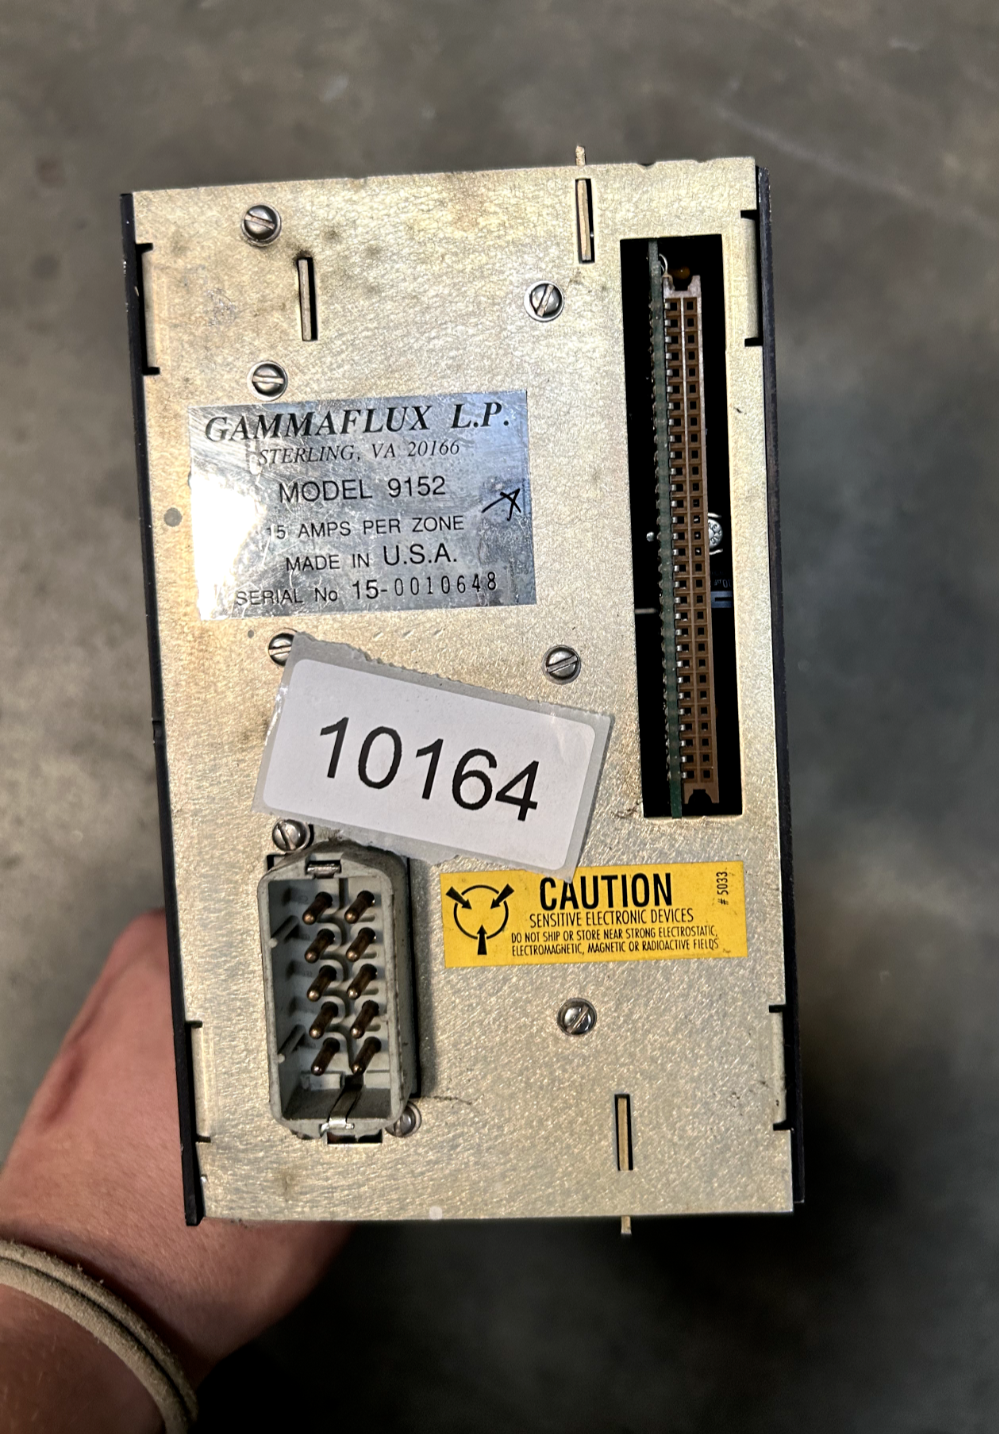 GAMMAFLUX L.P.
STERLING, VA 20166
MODEL 9152
15 AMPS PER ZONE
MADE IN U.S.A.
SERIAL No 15-0010648
10164
CAUTION
SENSITIVE ELECTRONIC DEVICES
DO NOT SHIP OR STORE NEAR STRONG ELECTROSTATIC,
ELECTROMAGNETIC, MAGNETIC OR RADIOACTIVE FIELDS
# 5033